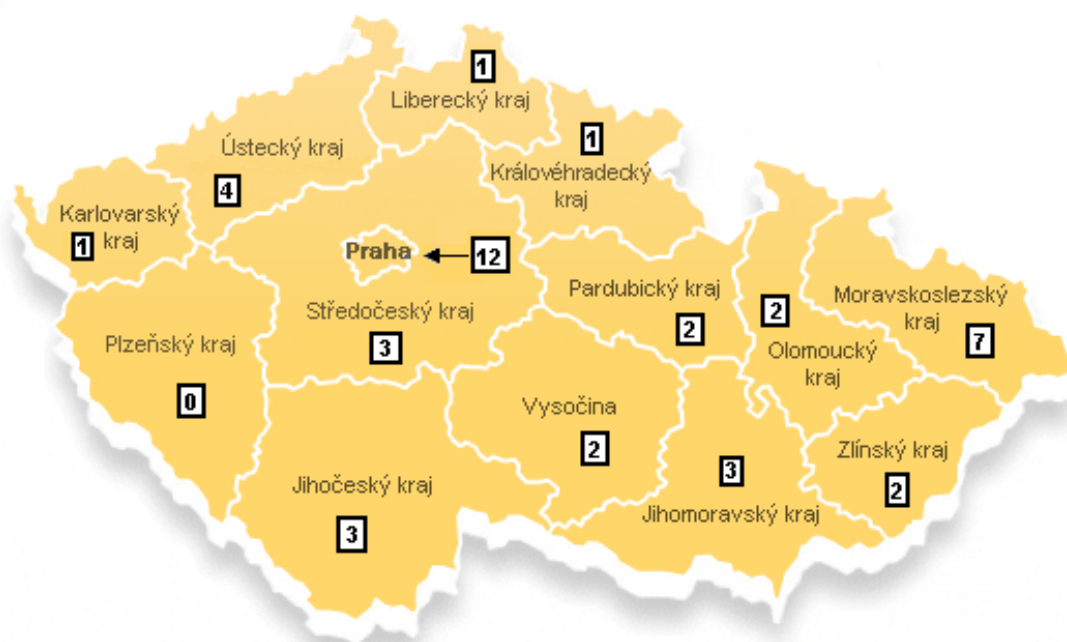 1
Liberecký kraj
1
Ústecký kraj
4
Královéhradecký
kraj
Karlovarský
kraj
1
Praha
12
Středočeský kraj
3
Pardubický kraj
2
2
Olomoucký
kraj
Moravskoslezský
kraj
7
Plzeňský kraj
0
Vysočina
2
Zlínský kraj
2
3
Jihomoravský kraj
Jihočeský kraj
3